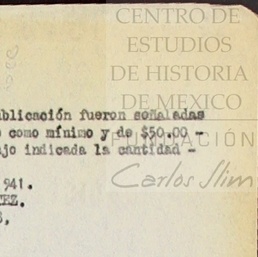 CENTRO DE
ESTUDIOS
DE HISTORIA
DE MEXICO
FUNDACIÓN
Carlos Slim
ublicación fueron señaladas
como mínimo y de $50.00 -
ajo indicada la cantidad -
941.
EZ.